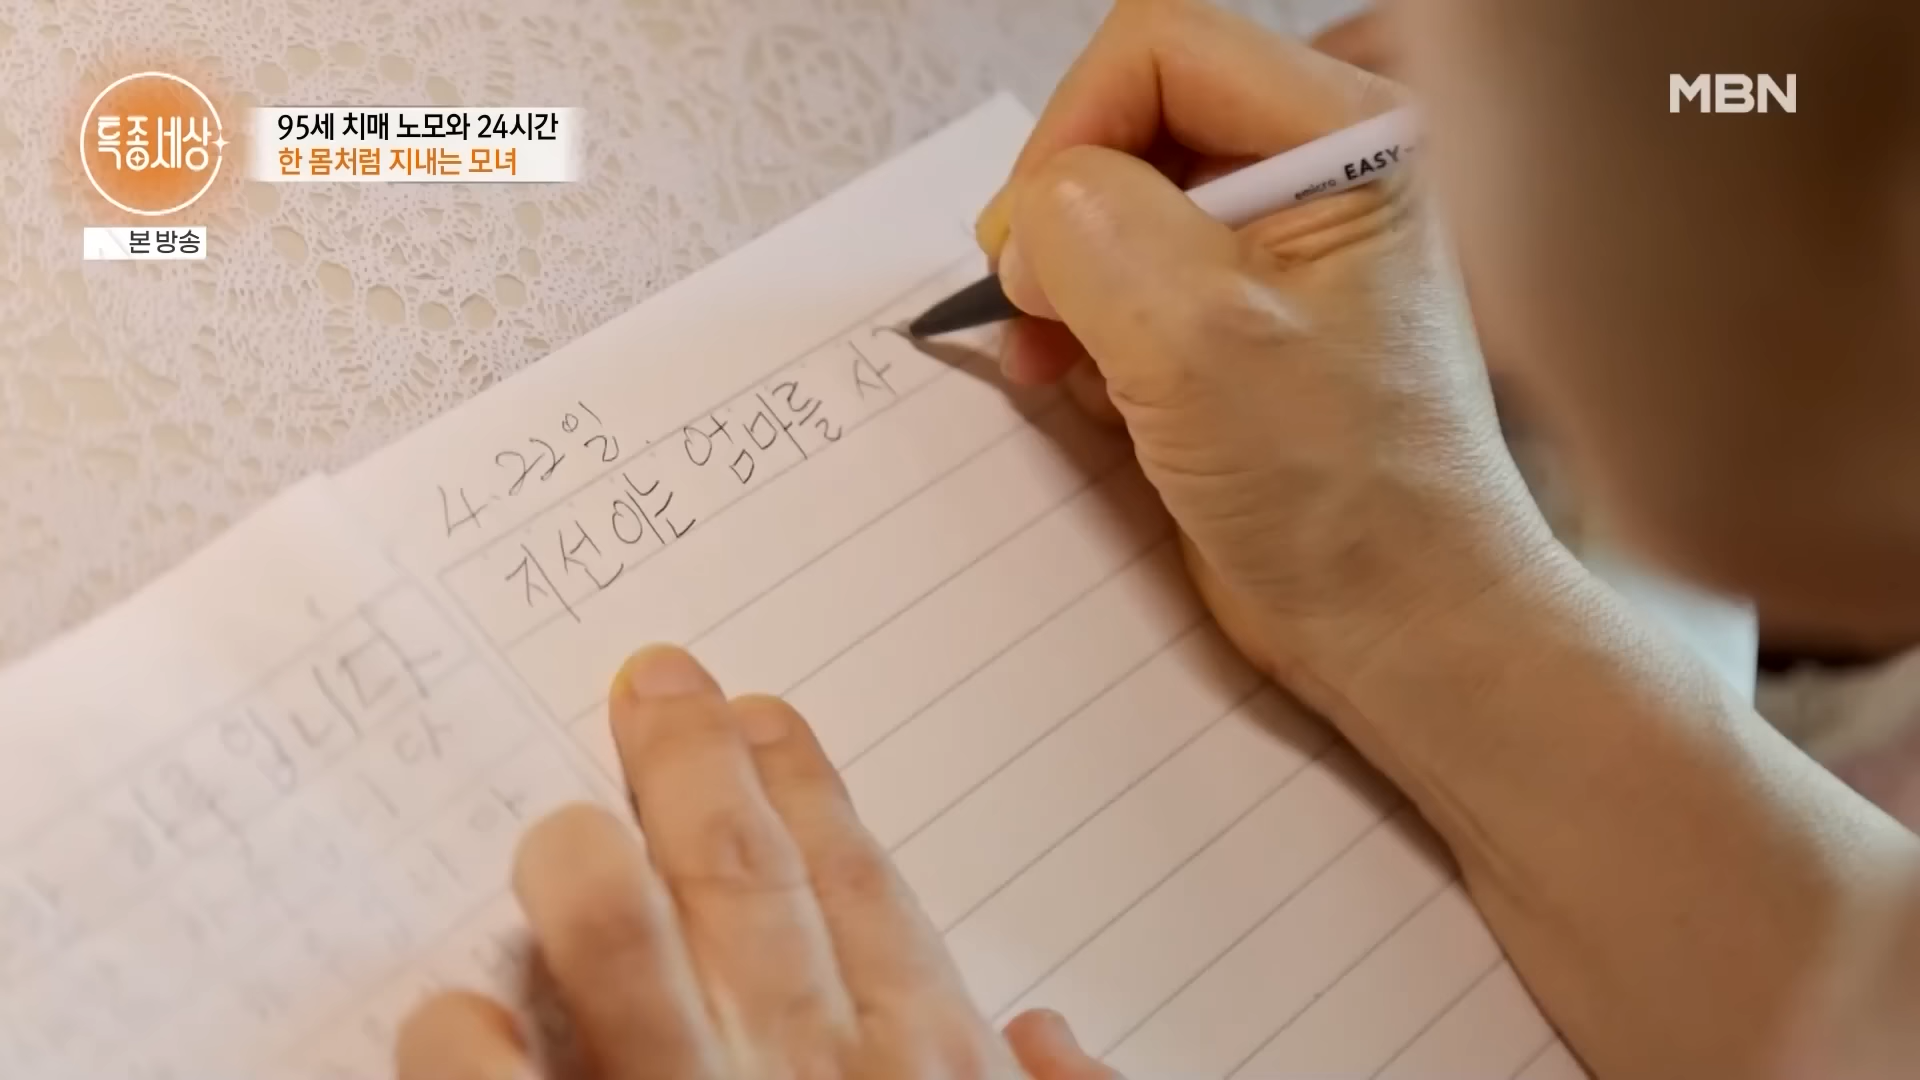 특종세상
본 방송
95세 치매 노모와 24시간
한 몸처럼 지내는 모녀
MBN
emicro EASY
4.22일
지선이는 엄마를 사
입니다